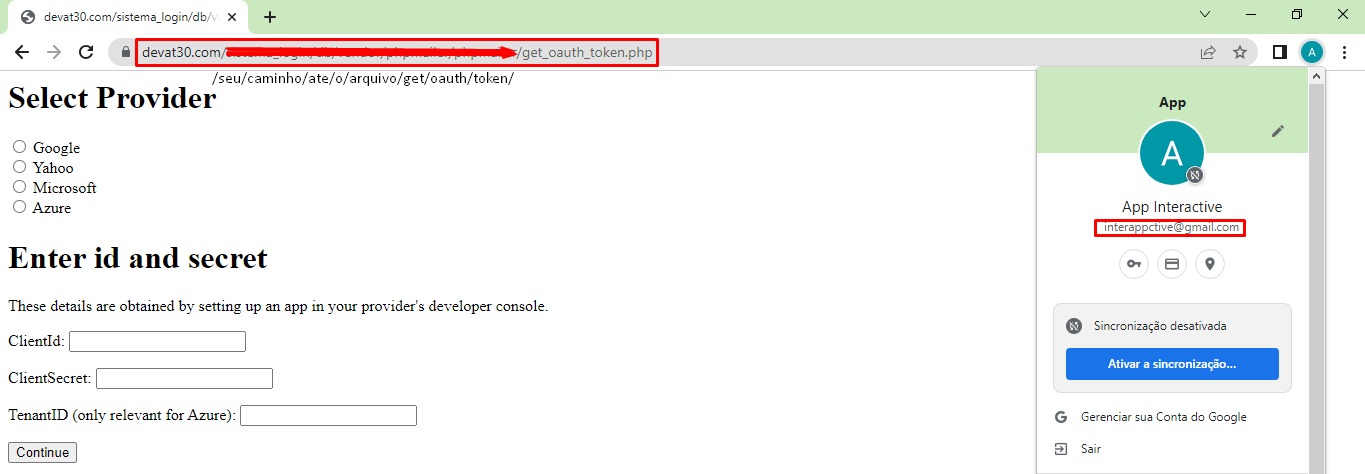 devat30.com/sistema_login/db/v
devat30.com/
/get_oauth_token.php
A
/seu/caminho/ate/o/arquivo/get/oauth/token/
Select Provider
Google
Yahoo
Microsoft
Azure
Enter id and secret
These details are obtained by setting up an app in your provider's developer console.
ClientId:
ClientSecret:
TenantID (only relevant for Azure):
Continue
App
A
App Interactive
interappctive@gmail.com
Sincronização desativada
Ativar a sincronização...
G
Gerenciar sua Conta do Google
Sair